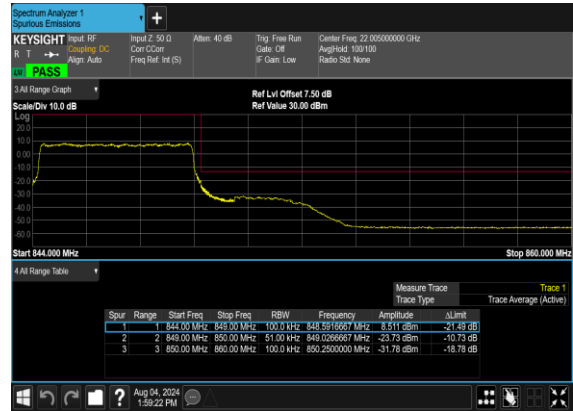 Spectrum Analyzer 1
Spurious Emissions
KEYSIGHT Input: RF Input Z: 50 Ω Atten: 40 dB Trig: Free Run Center Freq: 22.005000000 GHz
R T Coupling: DC Corr CCorr Gate: Off Avg|Hold: 100/100
Align: Auto Freq Ref: Int (S) IF Gain: Low Radio Std: None
LW PASS
3 All Range Graph
Ref Lvl Offset 7.50 dB
Scale/Div 10.0 dB Ref Value 30.00 dBm
Log
20.0
10.0
0.00
-10.0
-20.0
-30.0
-40.0
-50.0
-60.0
Start 844.000 MHz Stop 860.000 MHz
4 All Range Table
Measure Trace Trace 1
Trace Type Trace Average (Active)
Spur Range Start Freq Stop Freq RBW Frequency Amplitude ΔLimit
1 1 844.00 MHz 849.00 MHz 100.0 kHz 848.5916667 MHz 8.511 dBm -21.49 dB
2 2 849.00 MHz 850.00 MHz 51.00 kHz 849.0266667 MHz -23.73 dBm -10.73 dB
3 3 850.00 MHz 860.00 MHz 100.0 kHz 850.2500000 MHz -31.78 dBm -18.78 dB
? Aug 04, 2024
1:59:22 PM